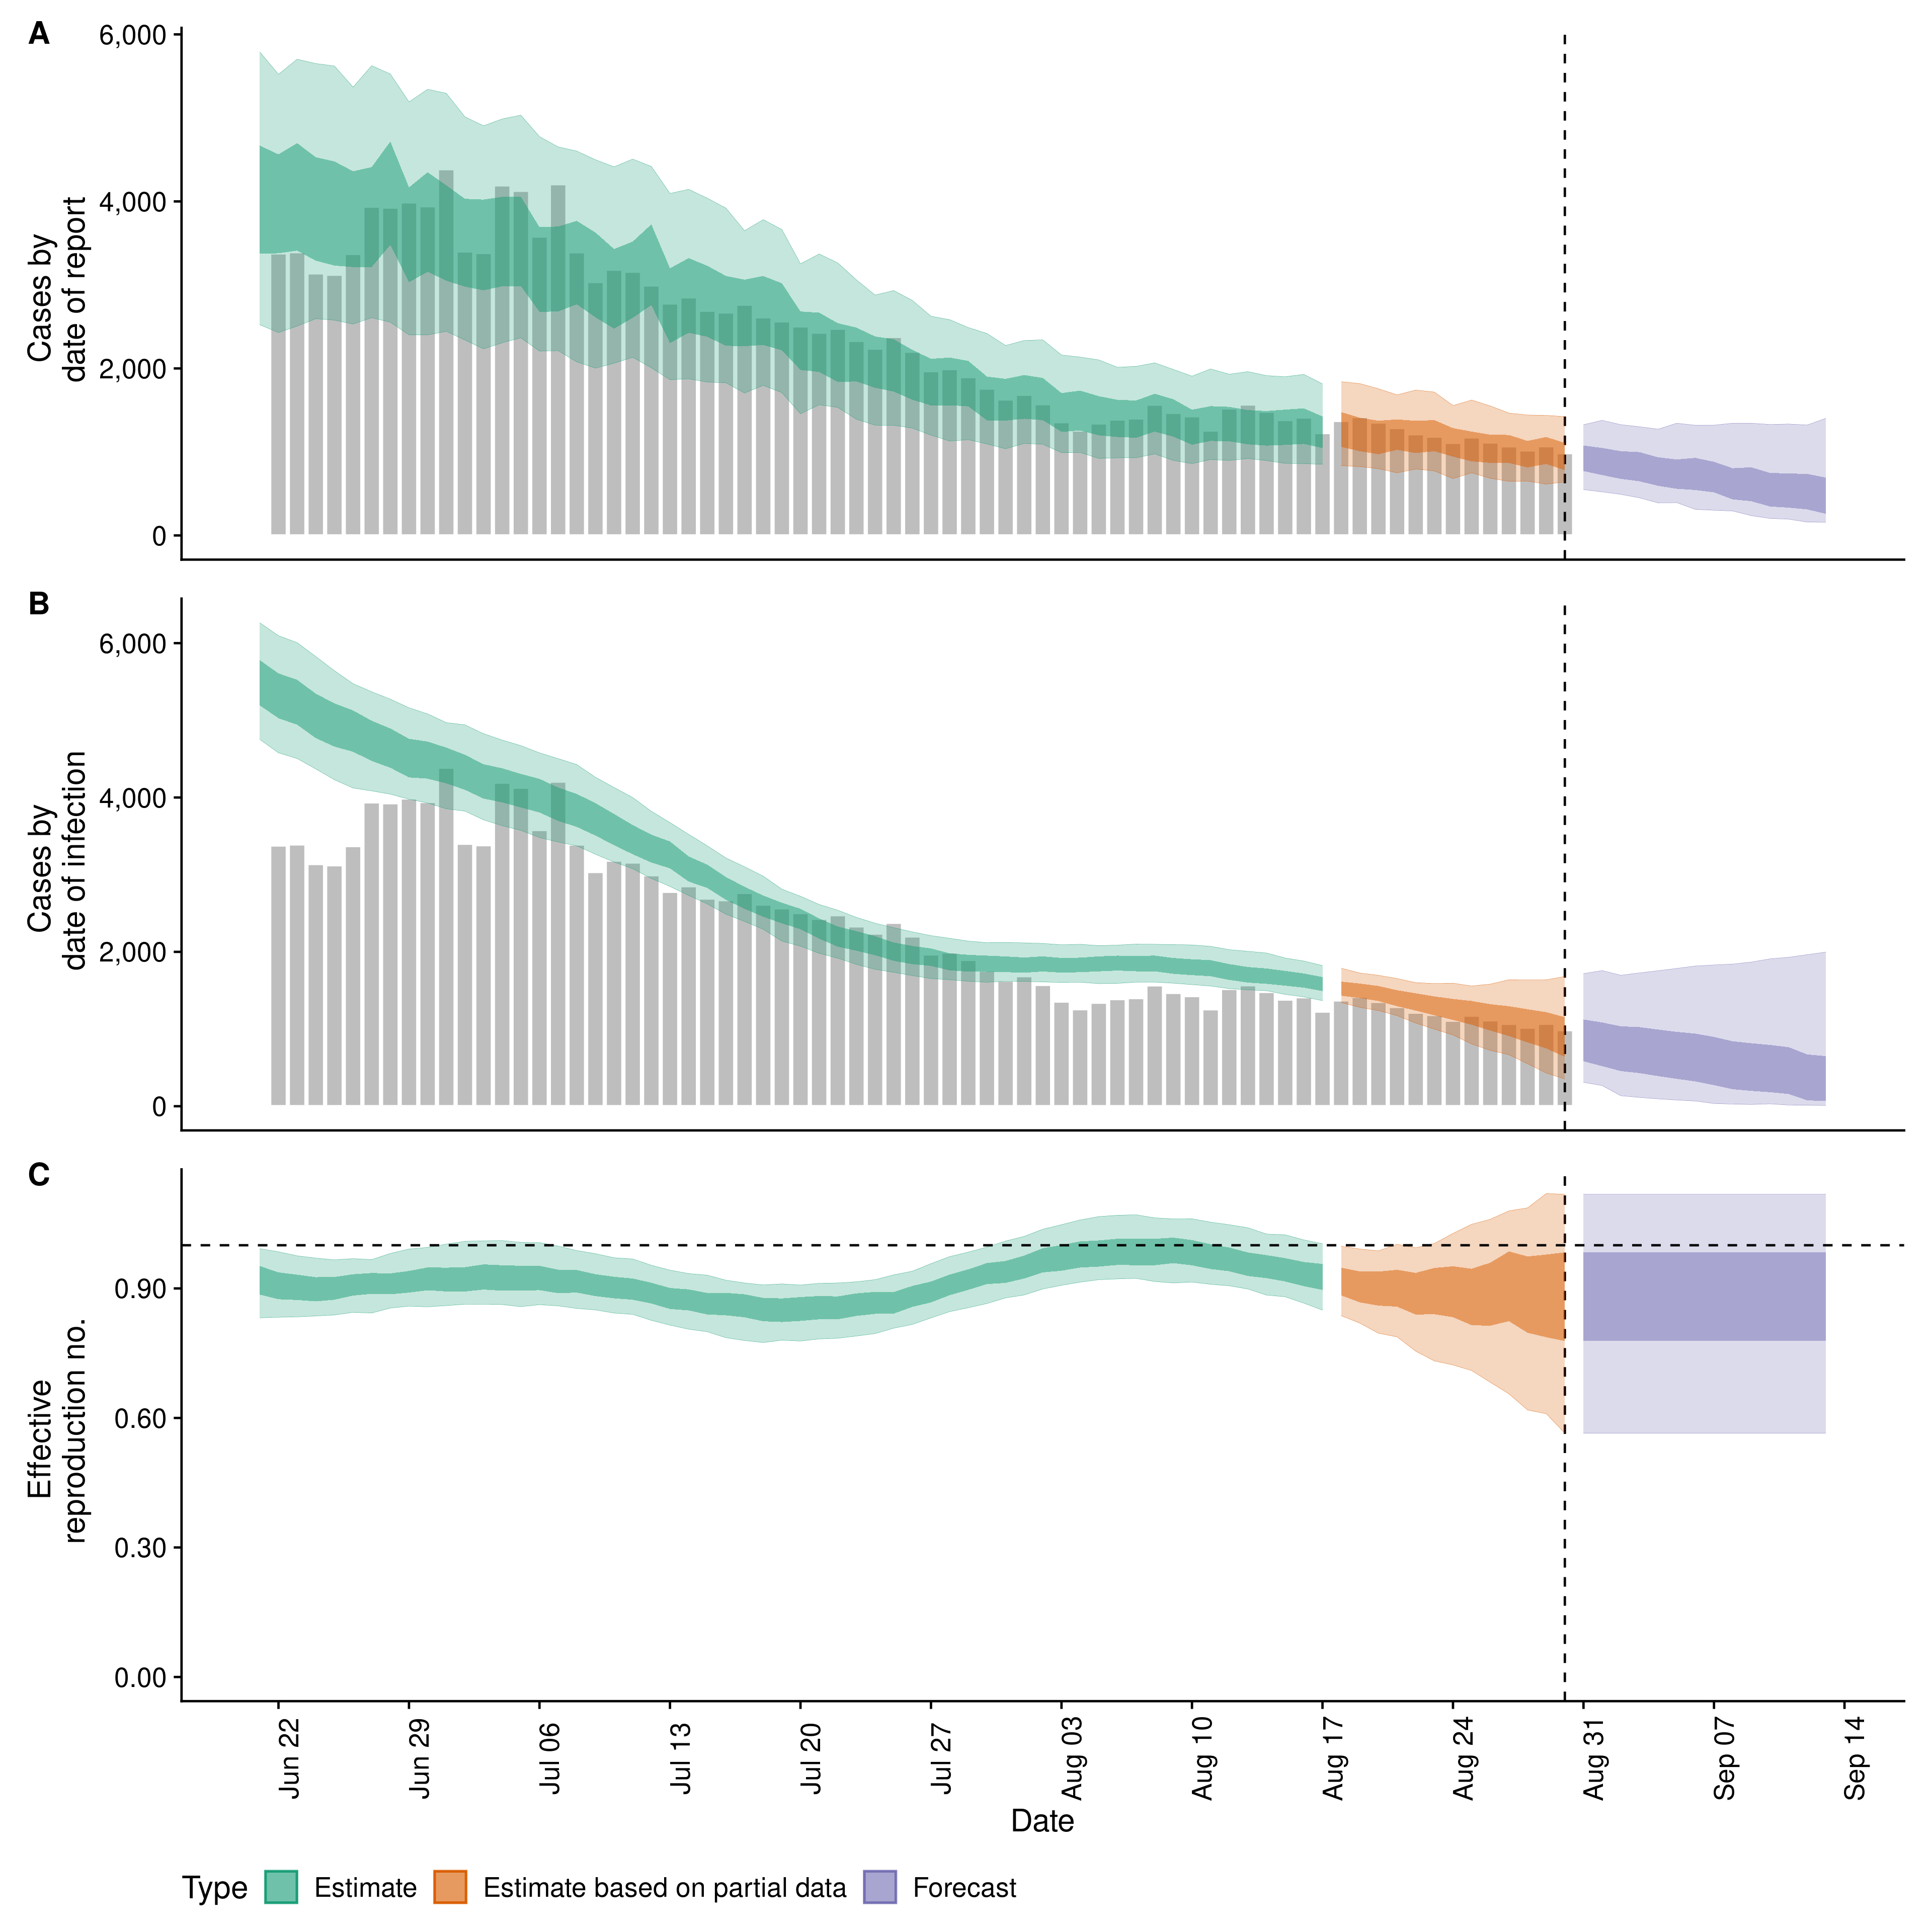 A
6,000
4,000
2,000
0
Cases by
date of report
B
6,000
4,000
2,000
0
Cases by
date of infection
C
0.90
0.60
0.30
0.00
Effective
reproduction no.
Jun 22
Jun 29
Jul 06
Jul 13
Jul 20
Jul 27
Aug 03
Aug 10
Aug 17
Aug 24
Aug 31
Sep 07
Sep 14
Date
Type Estimate Estimate based on partial data Forecast